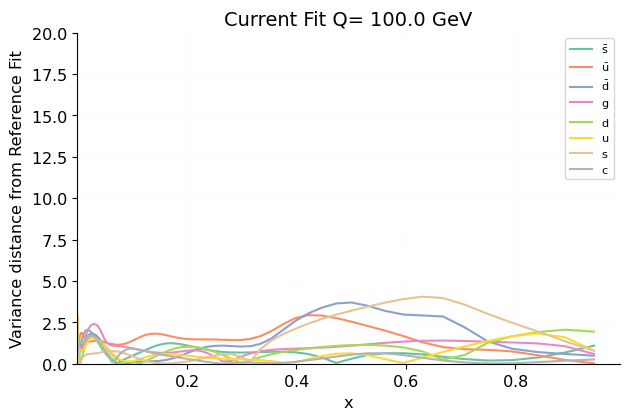 Current Fit Q= 100.0 GeV
Variance distance from Reference Fit
20.0
17.5
15.0
12.5
10.0
7.5
5.0
2.5
0.0
0.2
0.4
0.6
0.8
x
s̄
ū
d̄
g
d
u
s
c